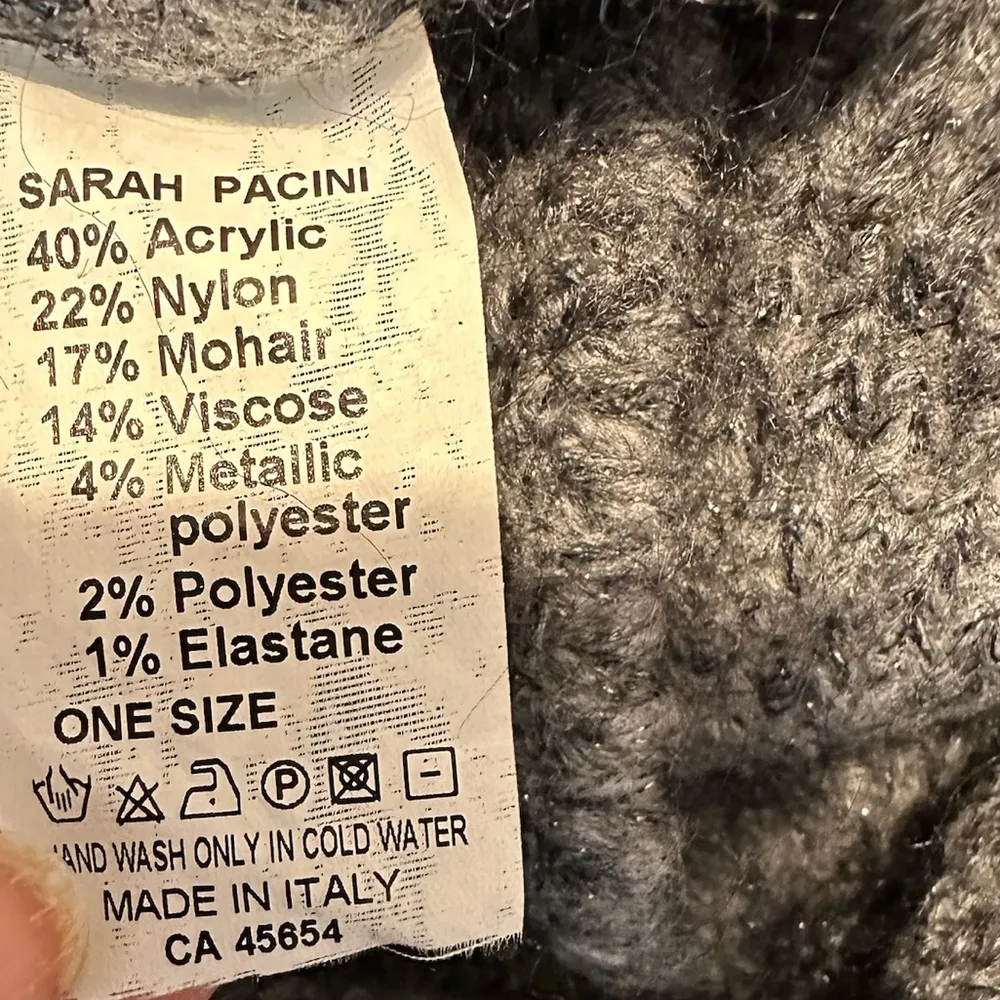 SARAH PACINI
40% Acrylic
22% Nylon
17% Mohair
14% Viscose
4% Metallic
polyester
2% Polyester
1% Elastane
ONE SIZE
P
HAND WASH ONLY IN COLD WATER
MADE IN ITALY
CA 45654